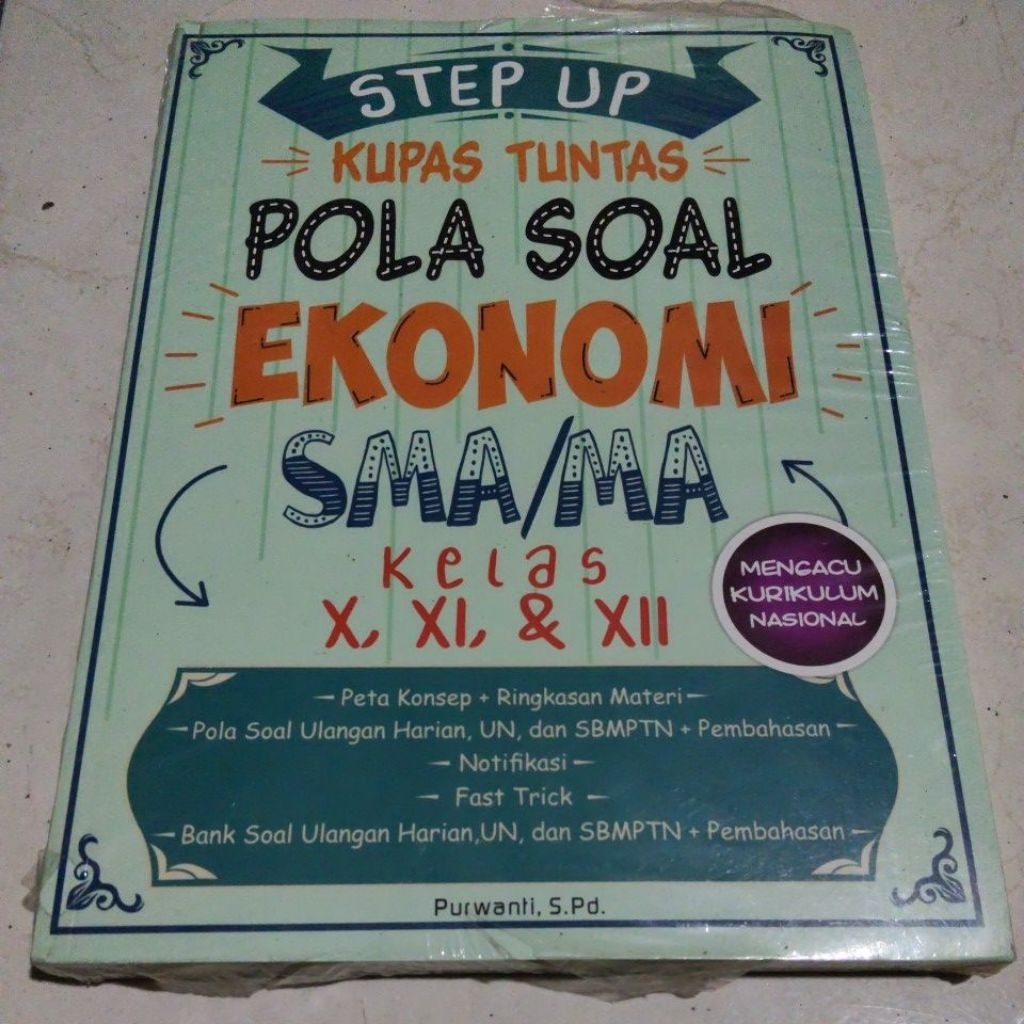 STEP UP
KUPAS TUNTAS
POLA SOAL
EKONOMI
SMA/MA
Kelas
X, XI, & XII
MENGACU
KURIKULUM
NASIONAL
— Peta Konsep + Ringkasan Materi —
— Pola Soal Ulangan Harian, UN, dan SBMPTN + Pembahasan —
— Notifikasi —
— Fast Trick —
— Bank Soal Ulangan Harian,UN, dan SBMPTN + Pembahasan —
Purwanti, S.Pd.